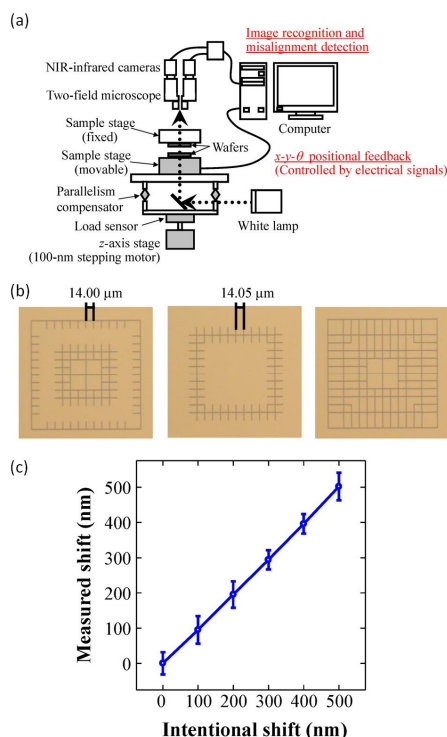 (a)
Image recognition and
misalignment detection
NIR-infrared cameras
Two-field microscope
Computer
Sample stage
(fixed)
Wafers
Sample stage
(movable)
x-y-θ positional feedback
(Controlled by electrical signals)
Parallelism
compensator
Load sensor
White lamp
z-axis stage
(100-nm stepping motor)
(b)
14.00 μm
14.05 μm
(c)
Measured shift (nm)
500
400
300
200
100
0
0
100
200
300
400
500
Intentional shift (nm)